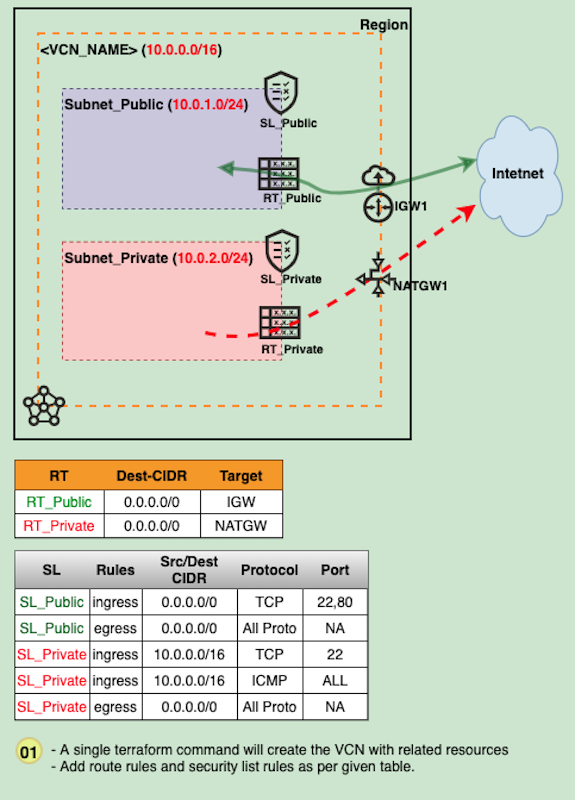 Region
<VCN_NAME> (10.0.0.0/16)
Subnet_Public (10.0.1.0/24)
SL_Public
RT_Public
Intetnet
IGW1
Subnet_Private (10.0.2.0/24)
SL_Private
NATGW1
RT_Private
RT Dest-CIDR Target
RT_Public 0.0.0.0/0 IGW
RT_Private 0.0.0.0/0 NATGW
SL Rules Src/Dest CIDR Protocol Port
SL_Public ingress 0.0.0.0/0 TCP 22,80
SL_Public egress 0.0.0.0/0 All Proto NA
SL_Private ingress 10.0.0.0/16 TCP 22
SL_Private ingress 10.0.0.0/16 ICMP ALL
SL_Private egress 0.0.0.0/0 All Proto NA
01 - A single terraform command will create the VCN with related resources
- Add route rules and security list rules as per given table.